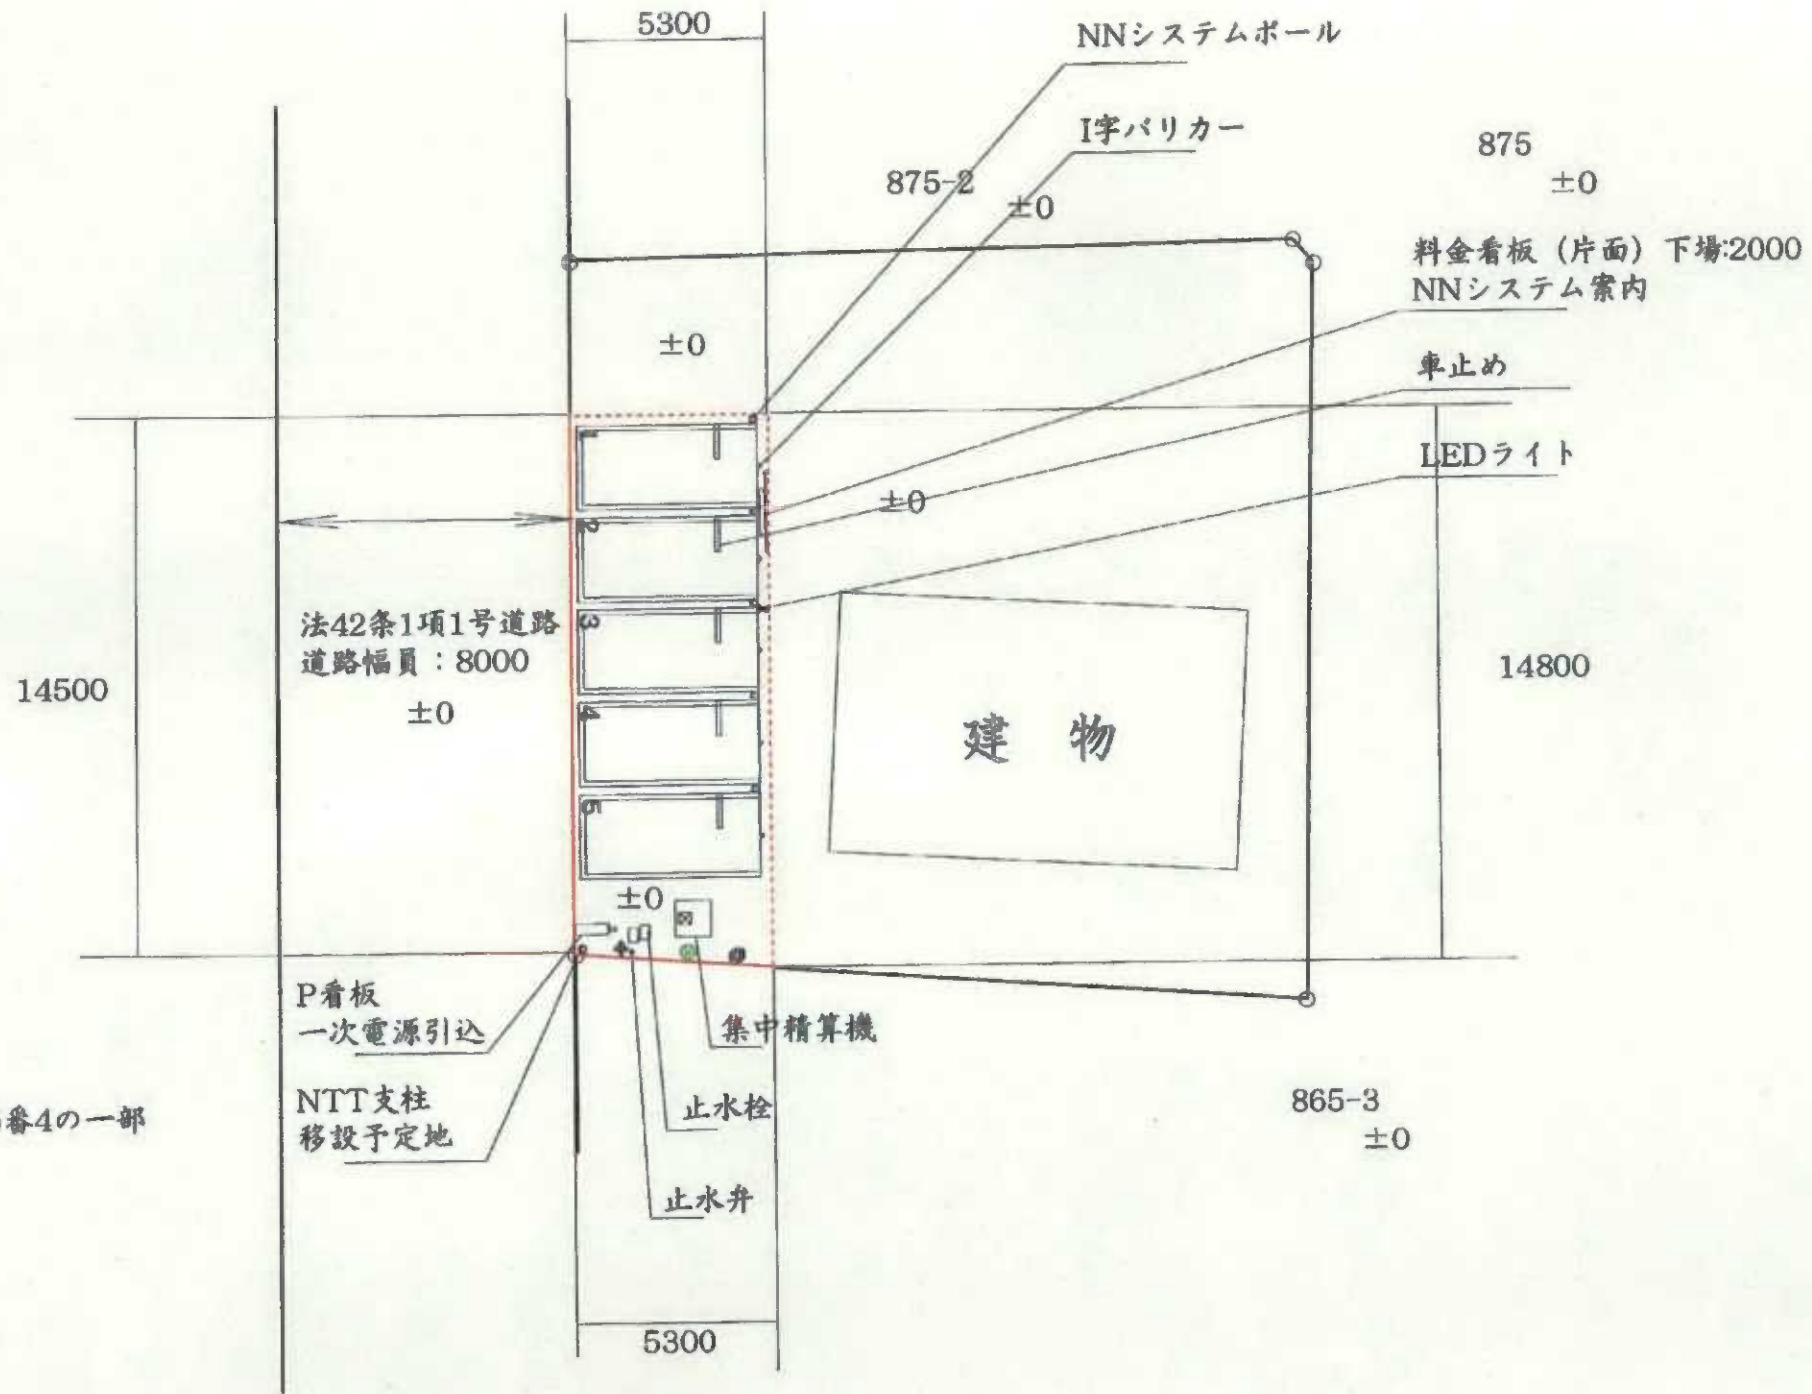 5300
NNシステムポール
I字バリカー
875-2
±0
875
±0
料金看板（片面）下場:2000
NNシステム案内
±0
車止め
LEDライト
±0
1
2
3
4
5
法42条1項1号道路
道路幅員：8000
±0
14500
14800
建 物
±0
P看板
一次電源引込
集中精算機
NTT支柱
移設予定地
止水栓
865-3
±0
番4の一部
止水弁
5300